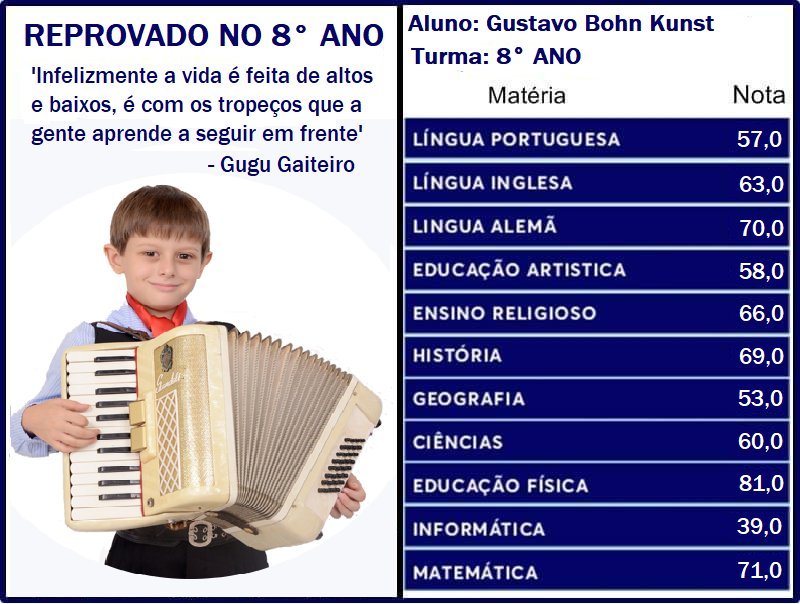 REPROVADO NO 8° ANO
'Infelizmente a vida é feita de altos
e baixos, é com os tropeços que a
gente aprende a seguir em frente'
- Gugu Gaiteiro
Aluno: Gustavo Bohn Kunst
Turma: 8° ANO
Matéria Nota
LÍNGUA PORTUGUESA 57,0
LÍNGUA INGLESA 63,0
LINGUA ALEMÃ 70,0
EDUCAÇÃO ARTISTICA 58,0
ENSINO RELIGIOSO 66,0
HISTÓRIA 69,0
GEOGRAFIA 53,0
CIÊNCIAS 60,0
EDUCAÇÃO FÍSICA 81,0
INFORMÁTICA 39,0
MATEMÁTICA 71,0